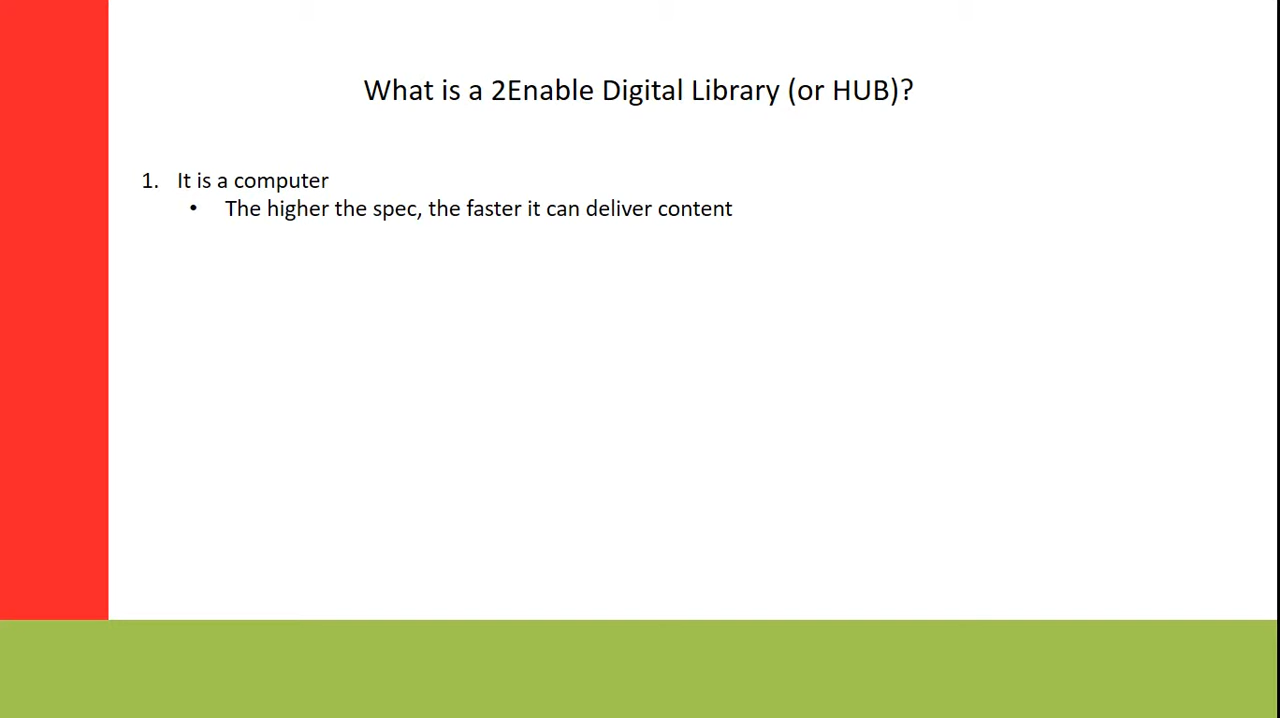 What is a 2Enable Digital Library (or HUB)?
1. It is a computer
• The higher the spec, the faster it can deliver content